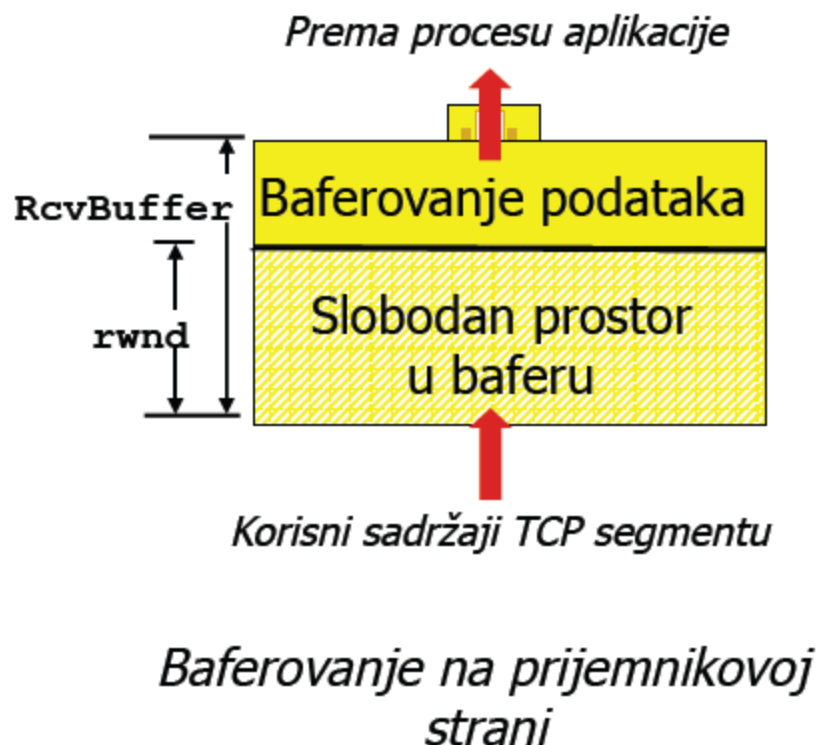 Prema procesu aplikacije
RcvBuffer
Baferovanje podataka
rwnd
Slobodan prostor
u baferu
Korisni sadržaji TCP segmentu
Baferovanje na prijemnikovoj
strani